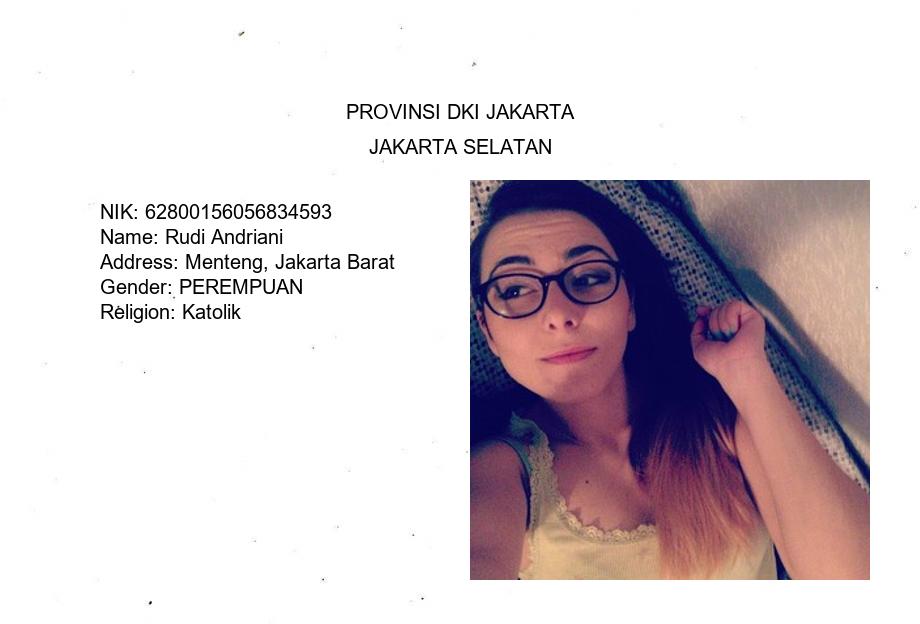 PROVINSI DKI JAKARTA
JAKARTA SELATAN
NIK: 62800156056834593
Name: Rudi Andriani
Address: Menteng, Jakarta Barat
Gender: PEREMPUAN
Religion: Katolik